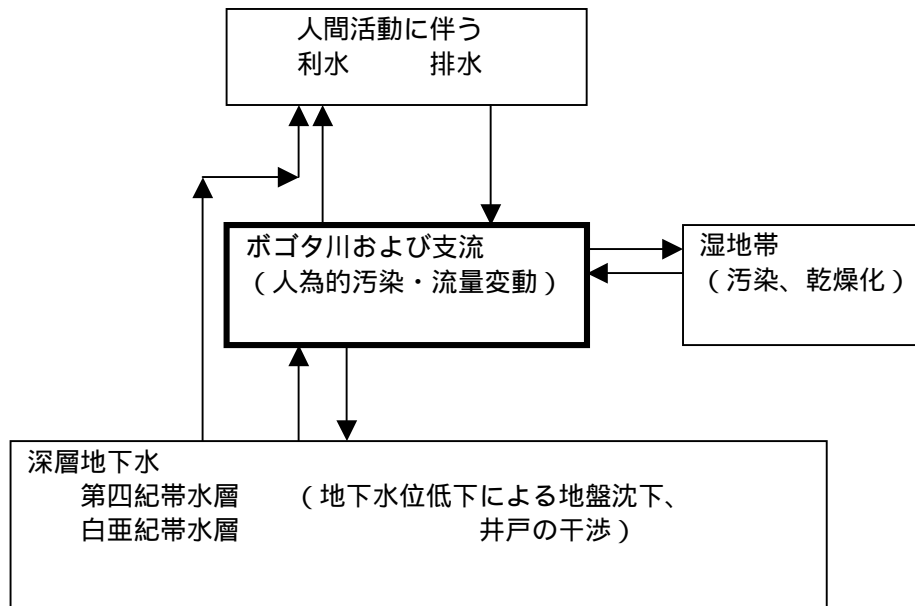 人間活動に伴う
利水 排水
ボゴタ川および支流
（人為的汚染・流量変動）
湿地帯
（汚染、乾燥化）
深層地下水
第四紀帯水層 （地下水位低下による地盤沈下、
白亜紀帯水層 井戸の干渉）